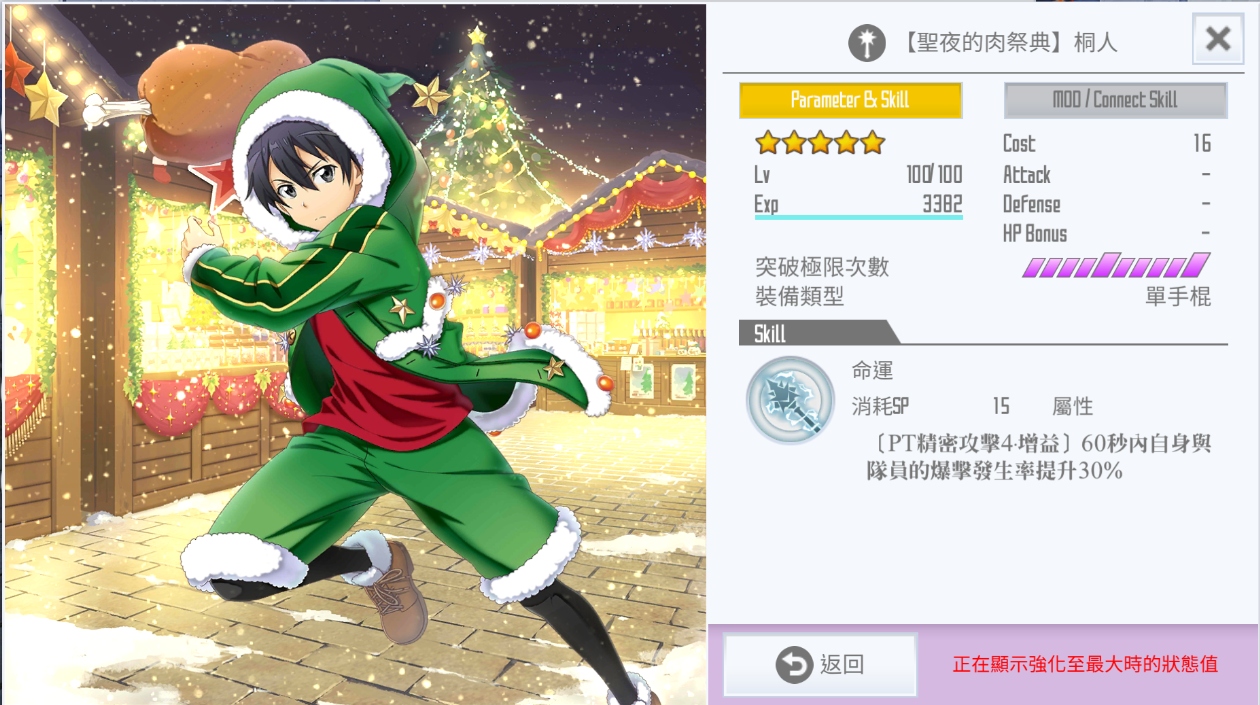 【聖夜的肉祭典】桐人
Parameter & Skill
MOD / Connect Skill
Lv 100/100
Exp 3382
Cost 16
Attack -
Defense -
HP Bonus -
突破極限次數
裝備類型 單手棍
Skill
命運
消耗SP 15 屬性
〔PT精密攻擊4·增益〕60秒內自身與
隊員的爆擊發生率提升30%
返回
正在顯示強化至最大時的狀態值